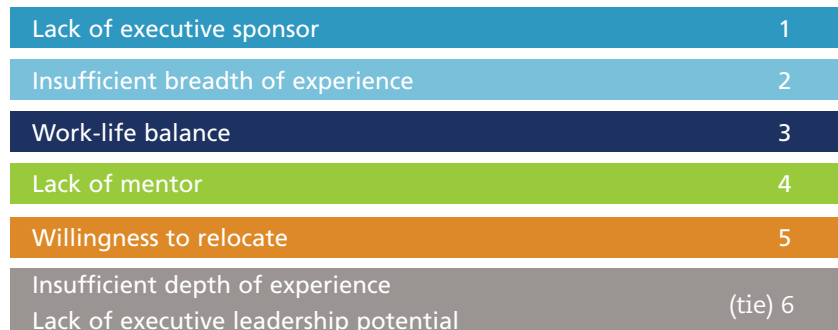 Lack of executive sponsor 1
Insufficient breadth of experience 2
Work-life balance 3
Lack of mentor 4
Willingness to relocate 5
Insufficient depth of experience
(tie) 6
Lack of executive leadership potential